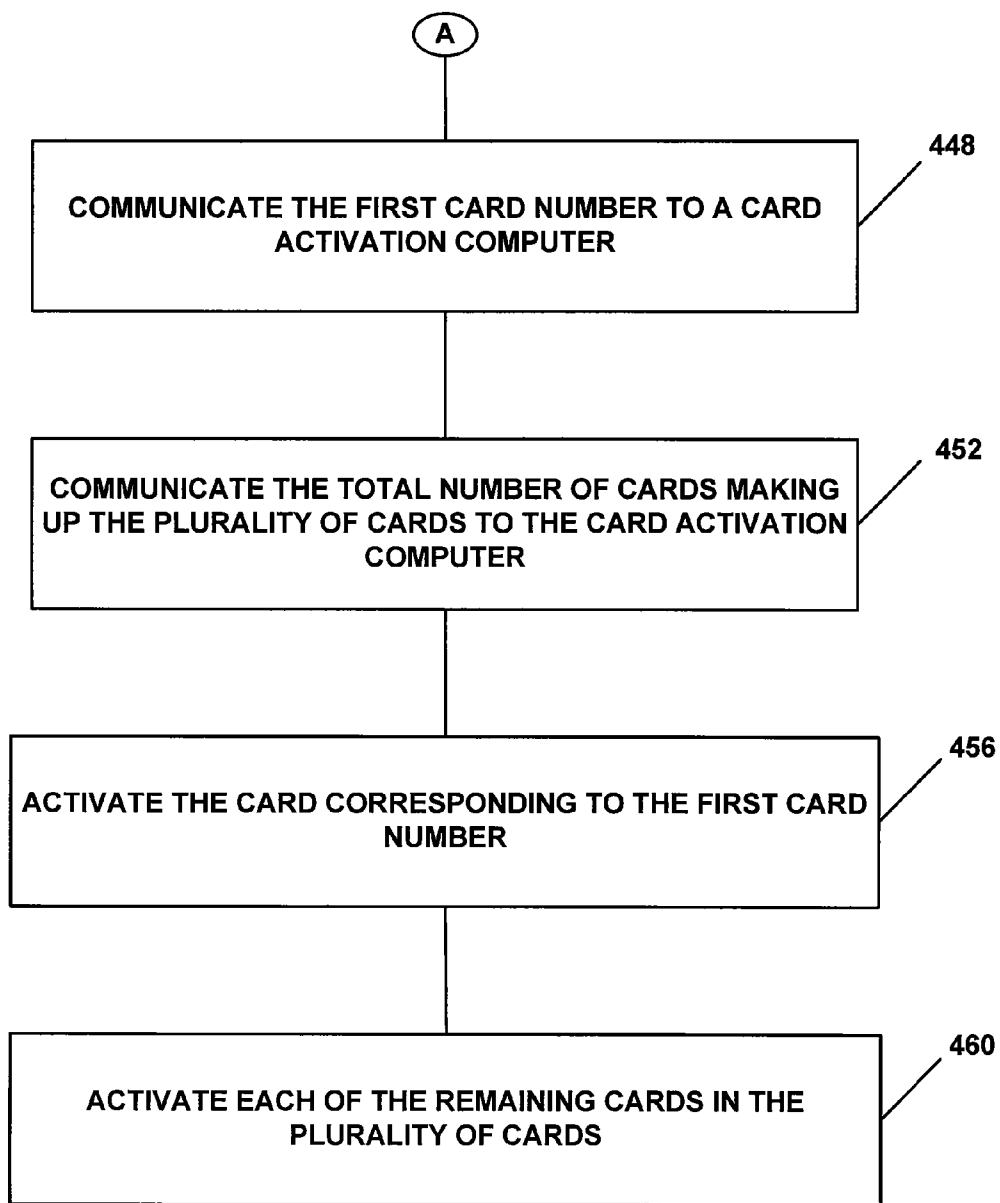 A
448
COMMUNICATE THE FIRST CARD NUMBER TO A CARD
ACTIVATION COMPUTER
452
COMMUNICATE THE TOTAL NUMBER OF CARDS MAKING
UP THE PLURALITY OF CARDS TO THE CARD ACTIVATION
COMPUTER
456
ACTIVATE THE CARD CORRESPONDING TO THE FIRST CARD
NUMBER
460
ACTIVATE EACH OF THE REMAINING CARDS IN THE
PLURALITY OF CARDS